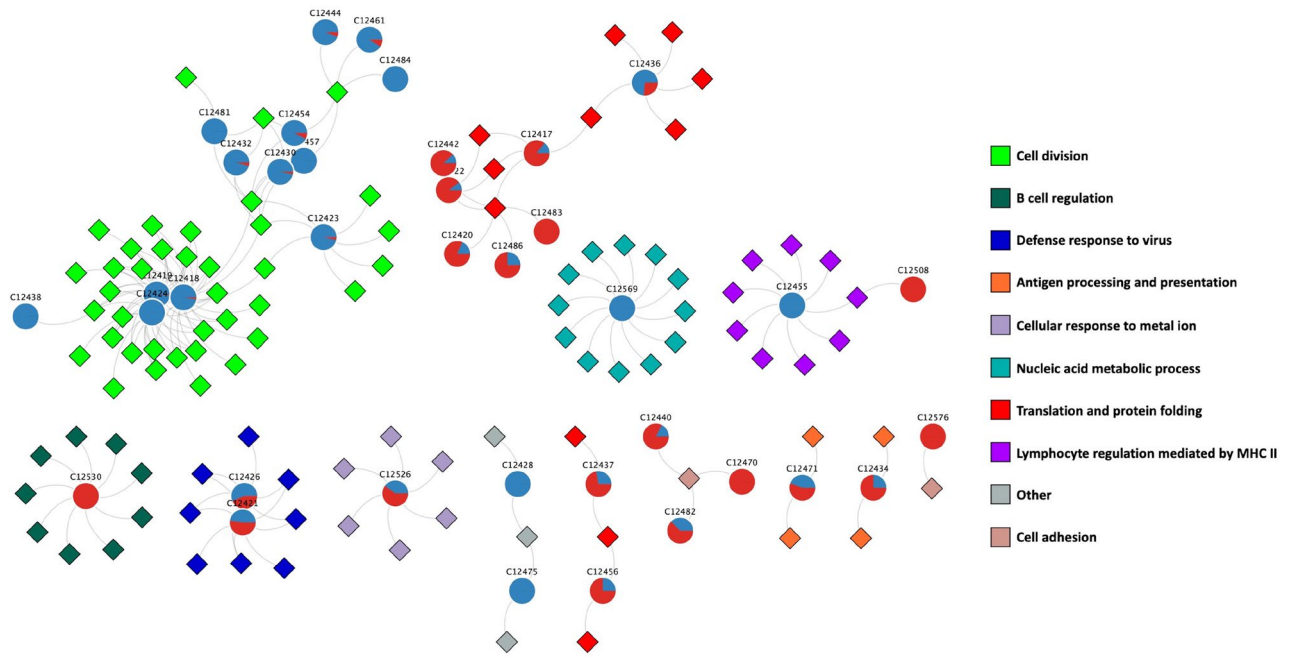 C12444
C12461
C12484
C12481
C12454
C12432
C12430
457
C12423
C12418
C12424
C12438
C12436
C12442
C12417
22
C12483
C12420
C12486
C12569
C12455
C12508
C12530
C12426
C12421
C12526
C12428
C12475
C12437
C12456
C12440
C12470
C12482
C12471
C12434
C12576
Cell division
B cell regulation
Defense response to virus
Antigen processing and presentation
Cellular response to metal ion
Nucleic acid metabolic process
Translation and protein folding
Lymphocyte regulation mediated by MHC II
Other
Cell adhesion